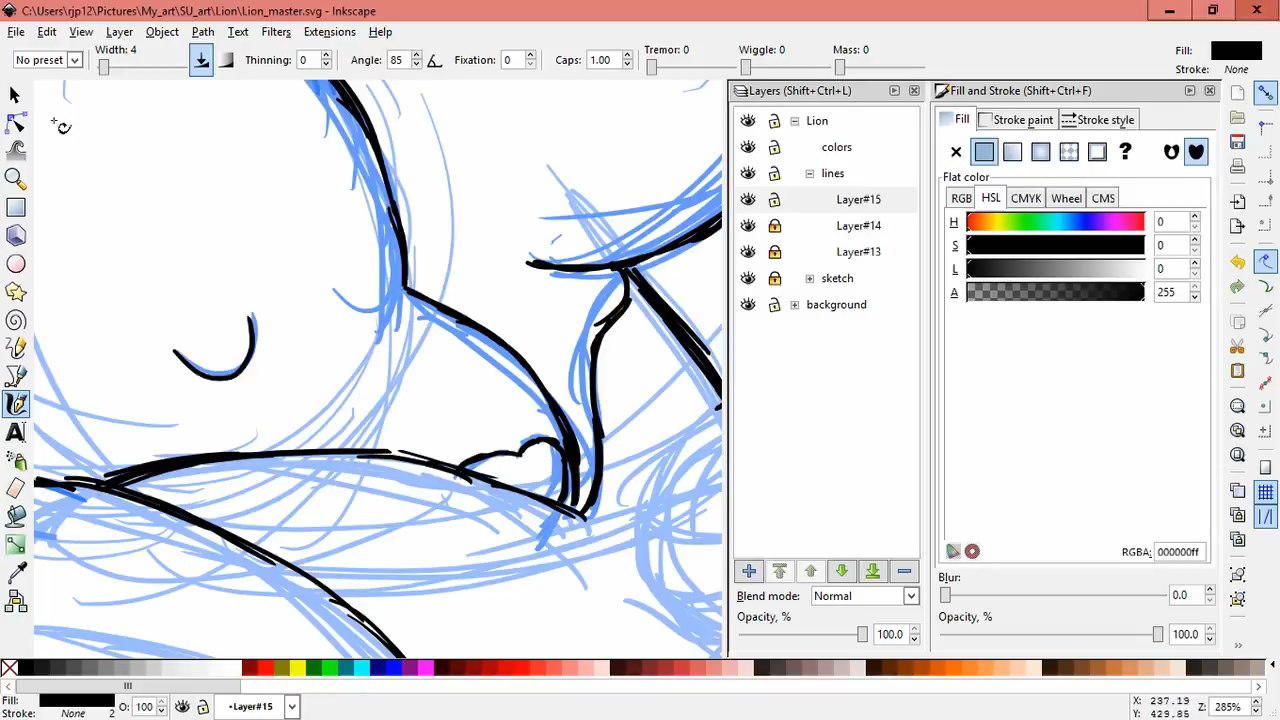 C:\Users\rjp12\Pictures\My_art\SU_art\Lion\Lion_master.svg - Inkscape
File Edit View Layer Object Path Filters Text Extensions Help
No preset Width: 4 Thinning: 0 Angle: 85 Fixation: 0 Caps: 1.00 Tremor: 0 Wiggle: 0 Mass: 0 Fill: Stroke: None
Layers (Shift+Ctrl+L)
Lion
colors
lines
Layer#15
Layer#14
Layer#13
sketch
background
Blend mode: Normal
Opacity, % 100.0
Fill and Stroke (Shift+Ctrl+F)
Fill Stroke paint Stroke style
?
Flat color
RGB HSL CMYK Wheel CMS
H 0
S 0
L 0
A 255
RGBA: 000000ff
Blur:
0.0
Opacity, %
100.0
Fill:
Stroke: None 2 O: 100 •Layer#15 X: 237.19 Y: 429.85 Z: 285%